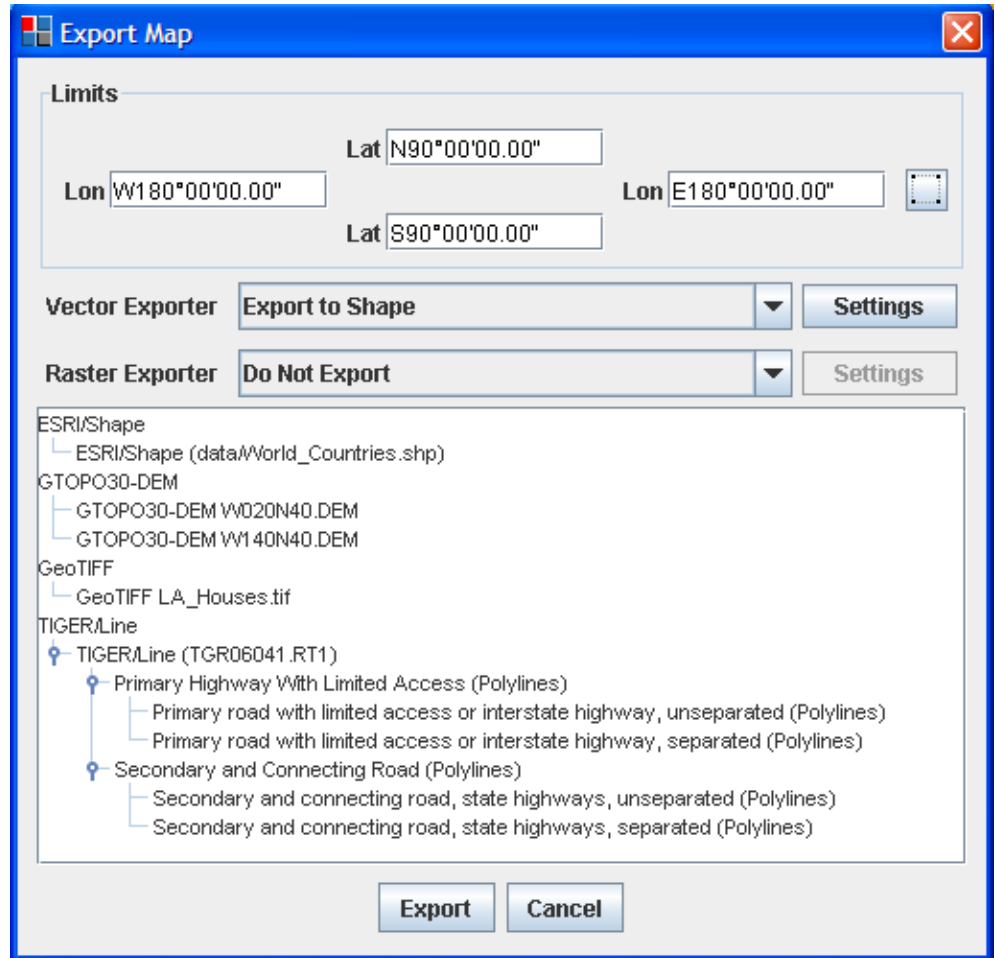 Export Map
Limits
Lat N90°00'00.00"
Lon W180°00'00.00" Lon E180°00'00.00"
Lat S90°00'00.00"
Vector Exporter Export to Shape Settings
Raster Exporter Do Not Export Settings
ESRI/Shape
ESRI/Shape (data/World_Countries.shp)
GTOPO30-DEM
GTOPO30-DEM W020N40.DEM
GTOPO30-DEM W140N40.DEM
GeoTIFF
GeoTIFF LA_Houses.tif
TIGER/Line
TIGER/Line (TGR06041.RT1)
Primary Highway With Limited Access (Polylines)
Primary road with limited access or interstate highway, unseparated (Polylines)
Primary road with limited access or interstate highway, separated (Polylines)
Secondary and Connecting Road (Polylines)
Secondary and connecting road, state highways, unseparated (Polylines)
Secondary and connecting road, state highways, separated (Polylines)
Export Cancel